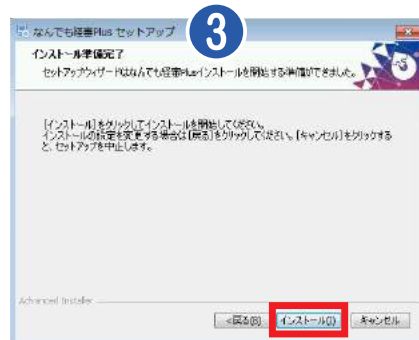 なんでも経審Plus セットアップ
3
インストール準備完了
セットアップウィザードはなんでも経審Plusインストールを開始する準備ができました。
[インストール]をクリックしてインストールを開始してください。
インストールの設定を変更する場合は[戻る]をクリックしてください。[キャンセル]をクリックする
と、セットアップを中止します。
Advanced Installer
<戻る(B)
インストール(I)
キャンセル